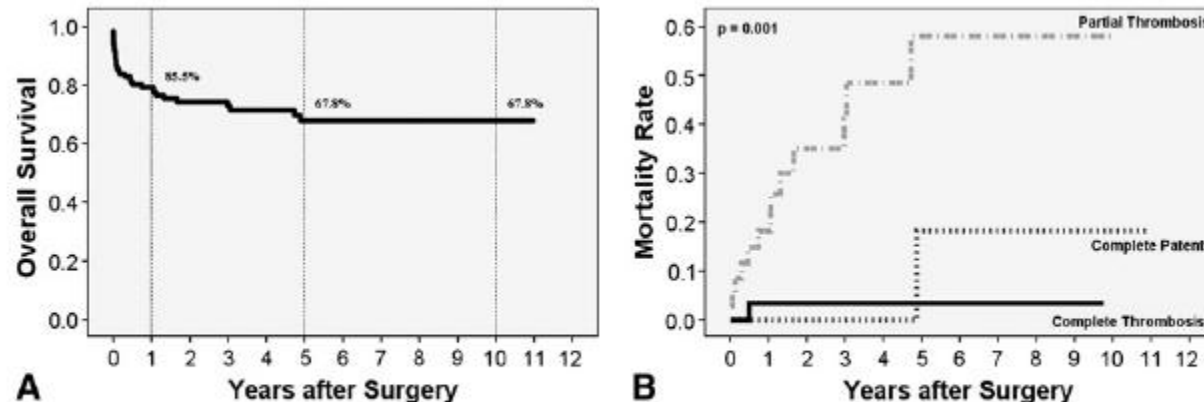 1.0
0.8
0.6
0.4
0.2
0.0
Overall Survival
85.5%
67.8%
67.8%
0 1 2 3 4 5 6 7 8 9 10 11 12
Years after Surgery
A
0.6
0.5
0.4
0.3
0.2
0.1
0.0
Mortality Rate
p = 0.001
Partial Thrombosis
Complete Patent
Complete Thrombosis
0 1 2 3 4 5 6 7 8 9 10 11 12
Years after Surgery
B